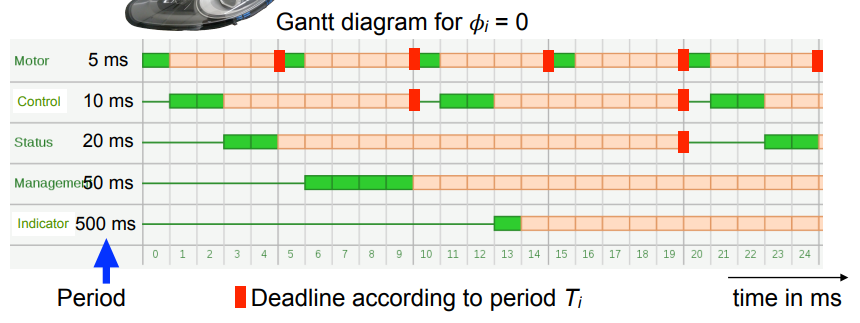 Gantt diagram for ϕi = 0
Motor 5 ms
Control 10 ms
Status 20 ms
Management 50 ms
Indicator 500 ms
0 1 2 3 4 5 6 7 8 9 10 11 12 13 14 15 16 17 18 19 20 21 22 23 24
Period
Deadline according to period Ti
time in ms